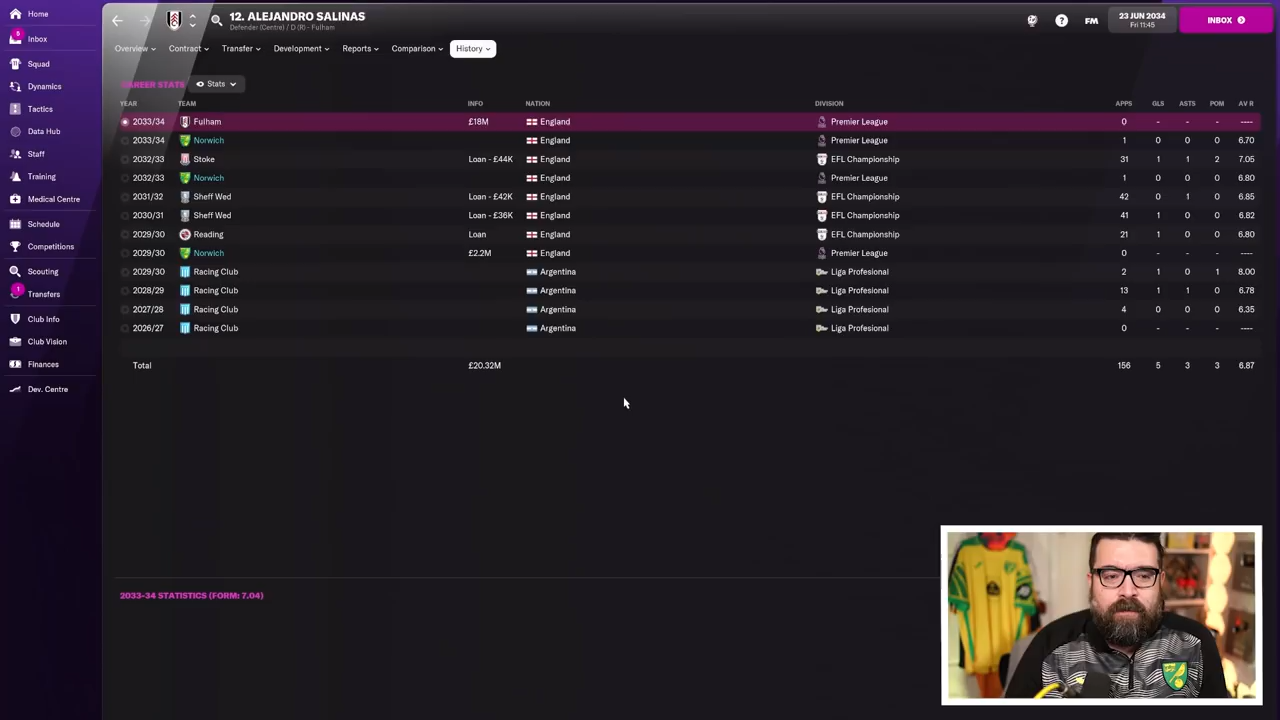 12. ALEJANDRO SALINAS
Defender (Centre) / D (R) - Fulham
FM
23 JUN 2034
Fri 11:45
INBOX
Home
5
Inbox
Squad
Dynamics
Tactics
Data Hub
Staff
Training
Medical Centre
Schedule
Competitions
Scouting
1
Transfers
Club Info
Club Vision
Finances
Dev. Centre
Overview Contract Transfer Development Reports Comparison History
CAREER STATS Stats
YEAR TEAM INFO NATION DIVISION APPS GLS ASTS POM AV R
2033/34 Fulham £18M England Premier League 0 - - - ----
2033/34 Norwich England Premier League 1 0 0 0 6.70
2032/33 Stoke Loan - £44K England EFL Championship 31 1 1 2 7.05
2032/33 Norwich England Premier League 1 0 0 0 6.80
2031/32 Sheff Wed Loan - £42K England EFL Championship 42 0 1 0 6.85
2030/31 Sheff Wed Loan - £36K England EFL Championship 41 1 0 0 6.82
2029/30 Reading Loan England EFL Championship 21 1 0 0 6.80
2029/30 Norwich £2.2M England Premier League 0 - - - ----
2029/30 Racing Club Argentina Liga Profesional 2 1 0 1 8.00
2028/29 Racing Club Argentina Liga Profesional 13 1 1 0 6.78
2027/28 Racing Club Argentina Liga Profesional 4 0 0 0 6.35
2026/27 Racing Club Argentina Liga Profesional 0 - - - ----
Total £20.32M 156 5 3 3 6.87
2033-34 STATISTICS (FORM: 7.04)